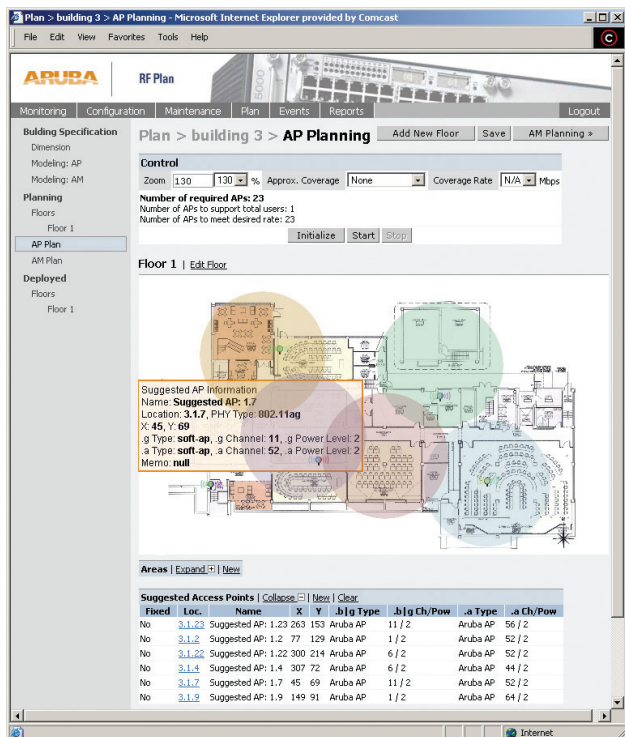 Plan > building 3 > AP Planning - Microsoft Internet Explorer provided by Comcast
File Edit View Favorites Tools Help
ARUBA RF Plan
5000
Monitoring Configuration Maintenance Plan Events Reports Logout
Bulding Specification
Dimension
Modeling: AP
Modeling: AM
Planning
Floors
Floor 1
AP Plan
AM Plan
Deployed
Floors
Floor 1
Plan > building 3 > AP Planning Add New Floor Save AM Planning »
Control
Zoom 130 130 % Approx. Coverage None Coverage Rate N/A Mbps
Number of required APs: 23
Number of APs to support total users: 1
Number of APs to meet desired rate: 23
Initialize Start Stop
Floor 1 | Edit Floor
Suggested AP Information
Name: Suggested AP: 1.7
Location: 3.1.7, PHY Type: 802.11ag
X: 45, Y: 69
.g Type: soft-ap, .g Channel: 11, .g Power Level: 2
.a Type: soft-ap, .a Channel: 52, .a Power Level: 2
Memo: null
Areas | Expand | New
Suggested Access Points | Collapse | New | Clear
Fixed Loc. Name X Y .b|g Type .b|g Ch/Pow .a Type .a Ch/Pow
No 3.1.23 Suggested AP: 1.23 263 153 Aruba AP 11 / 2 Aruba AP 56 / 2
No 3.1.2 Suggested AP: 1.2 77 129 Aruba AP 1 / 2 Aruba AP 52 / 2
No 3.1.22 Suggested AP: 1.22 300 214 Aruba AP 6 / 2 Aruba AP 52 / 2
No 3.1.4 Suggested AP: 1.4 307 72 Aruba AP 6 / 2 Aruba AP 44 / 2
No 3.1.7 Suggested AP: 1.7 45 69 Aruba AP 11 / 2 Aruba AP 52 / 2
No 3.1.9 Suggested AP: 1.9 149 91 Aruba AP 1 / 2 Aruba AP 64 / 2
Internet